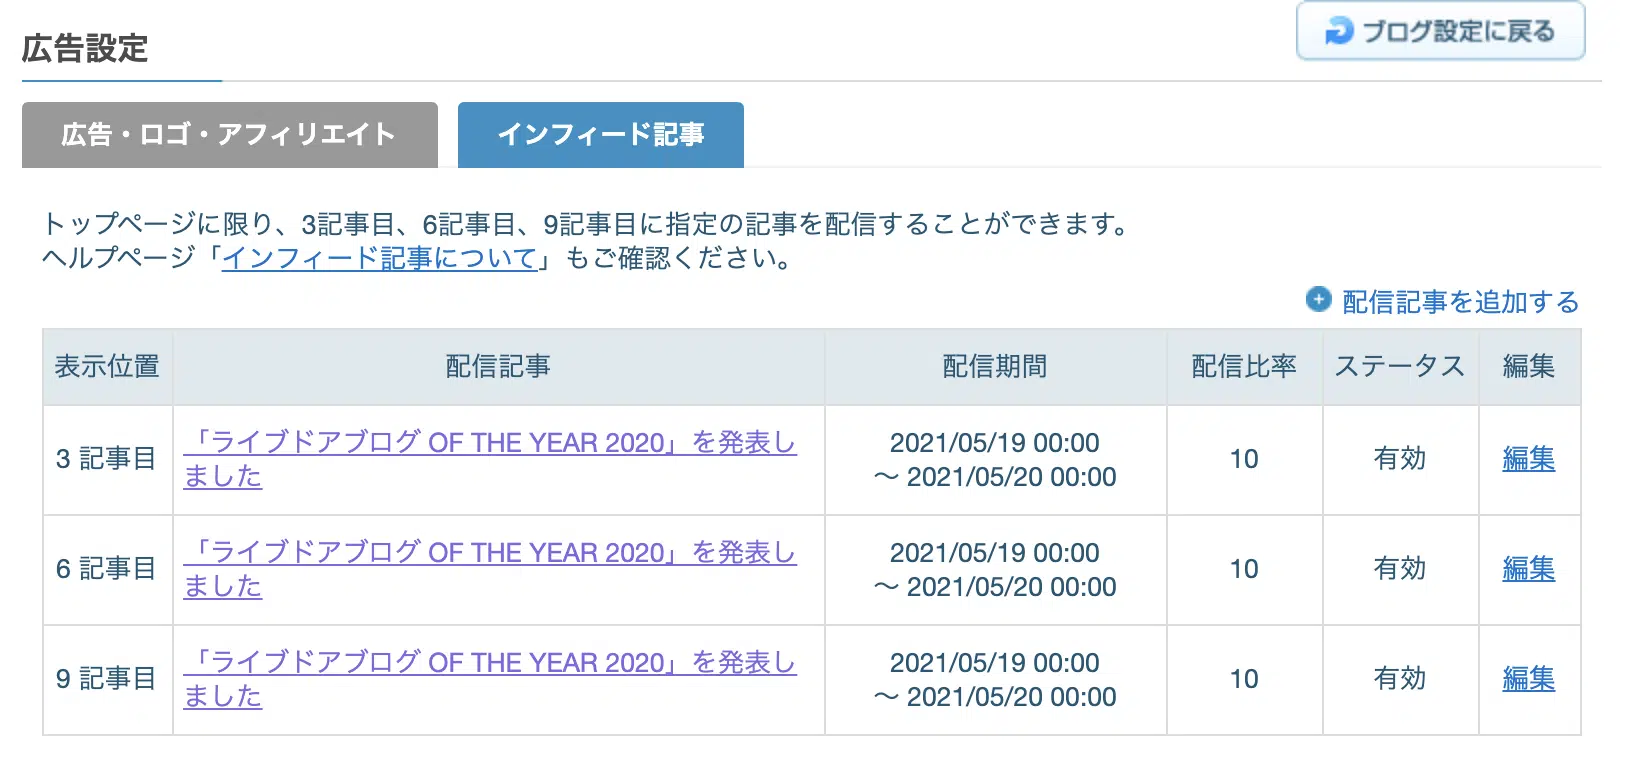 広告設定
ブログ設定に戻る
広告・ロゴ・アフィリエイト
インフィード記事
トップページに限り、3記事目、6記事目、9記事目に指定の記事を配信することができます。
ヘルプページ「インフィード記事について」もご確認ください。
配信記事を追加する
表示位置 配信記事 配信期間 配信比率 ステータス 編集
3 記事目 「ライブドアブログ OF THE YEAR 2020」を発表し
ました 2021/05/19 00:00
〜 2021/05/20 00:00 10 有効 編集
6 記事目 「ライブドアブログ OF THE YEAR 2020」を発表し
ました 2021/05/19 00:00
〜 2021/05/20 00:00 10 有効 編集
9 記事目 「ライブドアブログ OF THE YEAR 2020」を発表し
ました 2021/05/19 00:00
〜 2021/05/20 00:00 10 有効 編集